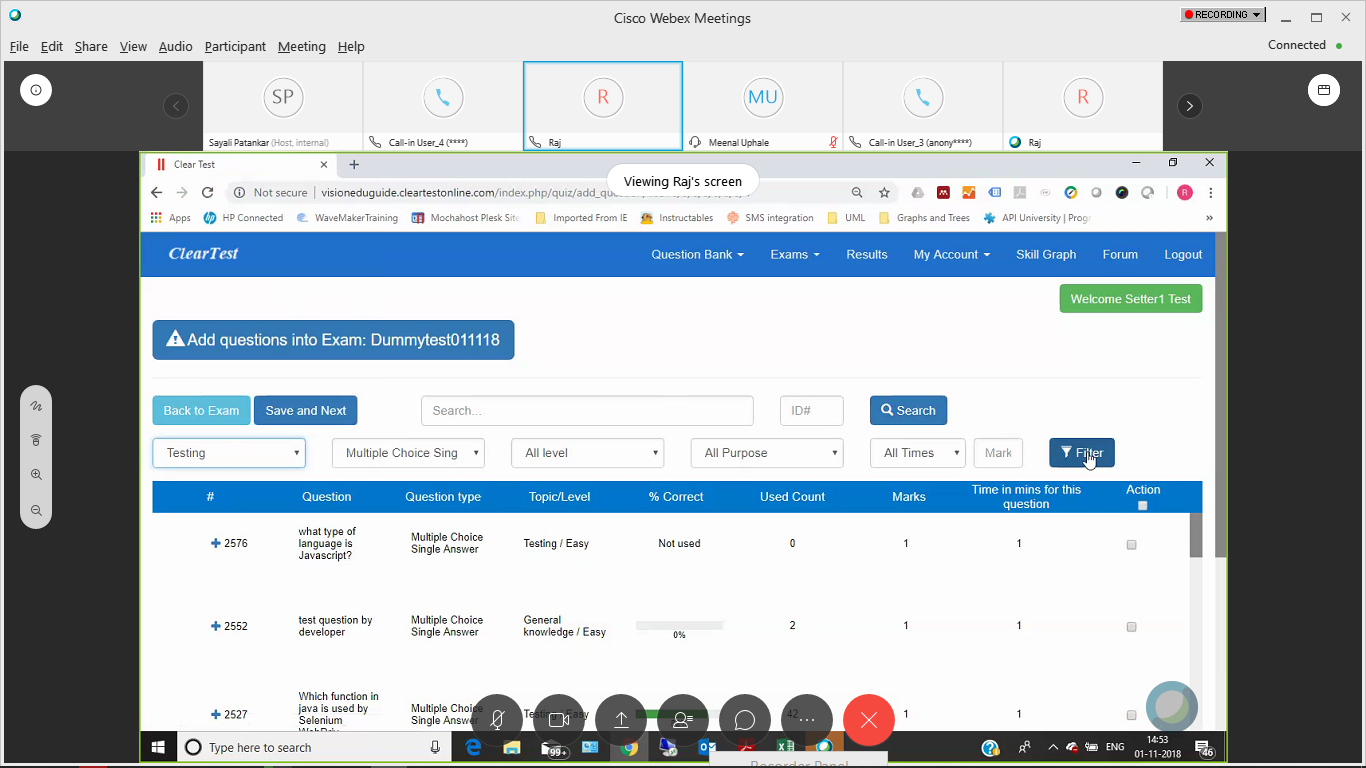 Cisco Webex Meetings
RECORDING
File Edit Share View Audio Participant Meeting Help
Connected
SP
R
MU
R
Sayali Patankar (Host, internal)
Call-in User_4 (****)
Raj
Meenal Uphale
Call-in User_3 (anony****)
Raj
Clear Test
Viewing Raj's screen
Not secure | visioneduguide.cleartestonline.com/index.php/quiz/add_que
R
Apps
HP Connected
WaveMakerTraining
Mochahost Plesk Site
Imported From IE
Instructables
SMS integration
UML
Graphs and Trees
API University | Progr
ClearTest
Question Bank
Exams
Results
My Account
Skill Graph
Forum
Logout
Welcome Setter1 Test
Add questions into Exam: Dummytest011118
Back to Exam
Save and Next
Search...
ID#
Search
Testing
Multiple Choice Sing
All level
All Purpose
All Times
Mark
Filter
# Question Question type Topic/Level % Correct Used Count Marks Time in mins for this question Action
2576 what type of language is Javascript? Multiple Choice Single Answer Testing / Easy Not used 0 1 1
2552 test question by developer Multiple Choice Single Answer General knowledge / Easy 0% 2 1 1
2527 Which function in java is used by Selenium Multiple Choice Single Answer 42 1 1
Type here to search
99+
ENG
14:53
01-11-2018
46